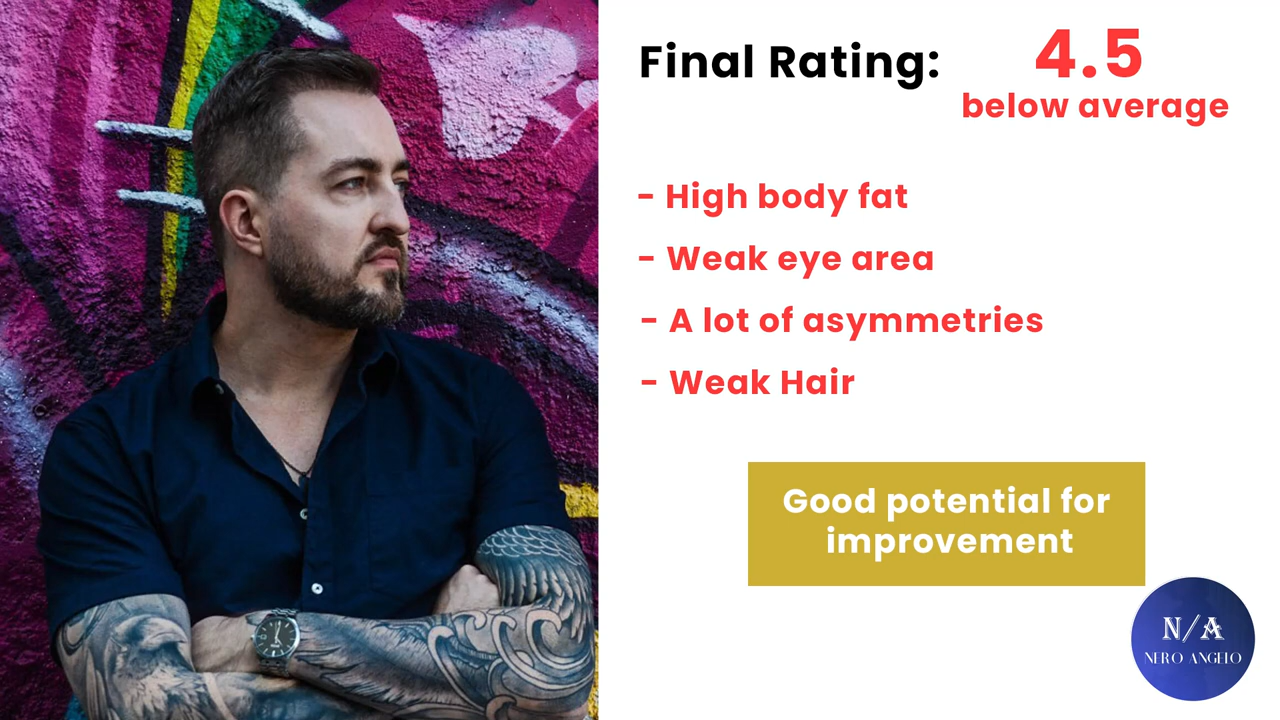 Final Rating:
4.5
below average
- High body fat
- Weak eye area
- A lot of asymmetries
- Weak Hair
Good potential for
improvement
N/A
NERO ANGELO